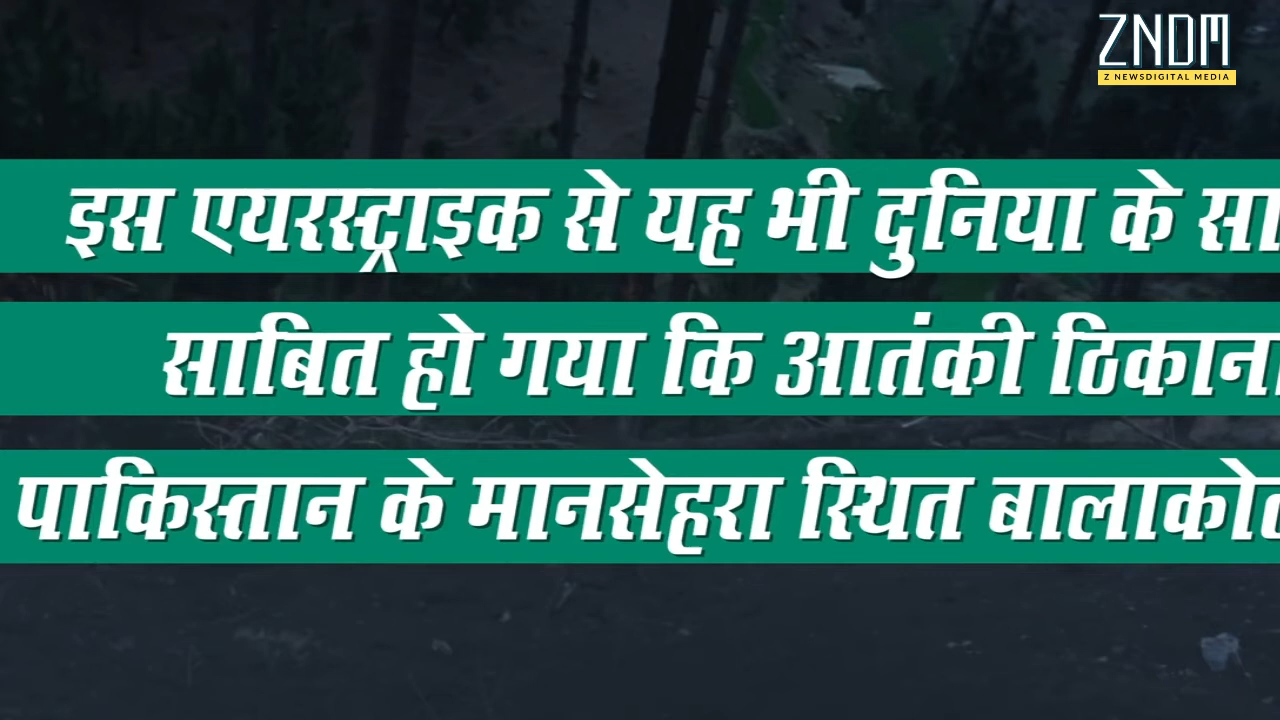 ZNDM
Z NEWSDIGITAL MEDIA
इस एयरस्ट्राइक से यह भी दुनिया के सा
साबित हो गया कि आतंकी ठिकाना
पाकिस्तान के मानसेहरा स्थित बालाको